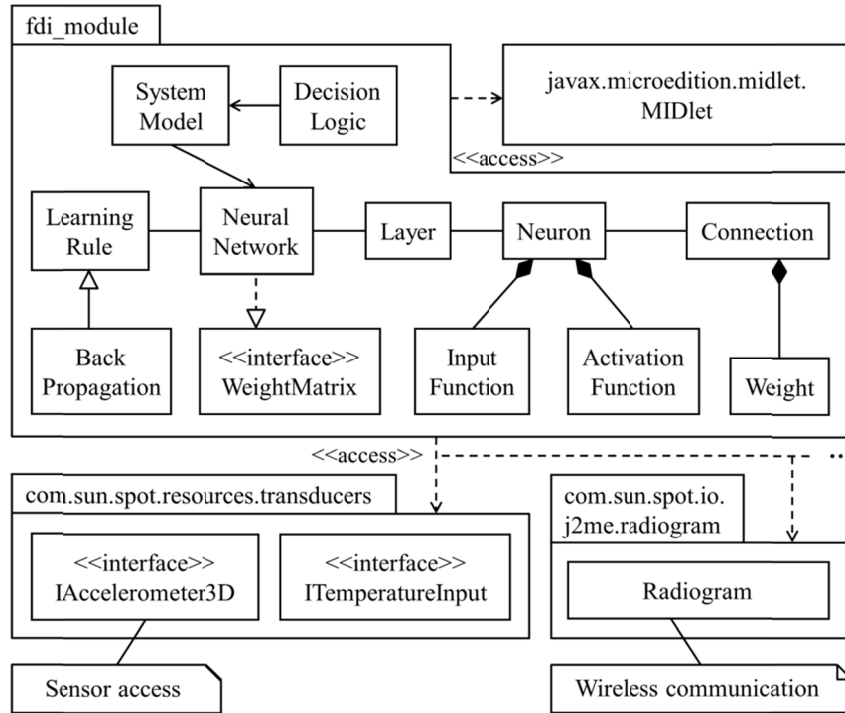 fdi_module
System
Model
Decision
Logic
javax.microedition.midlet.
MIDlet
<<access>>
Learning
Rule
Neural
Network
Layer
Neuron
Connection
Back
Propagation
<<interface>>
WeightMatrix
Input
Function
Activation
Function
Weight
<<access>>
...
com.sun.spot.resources.transducers
<<interface>>
IAccelerometer3D
<<interface>>
ITemperatureInput
com.sun.spot.io.
j2me.radiogram
Radiogram
Sensor access
Wireless communication